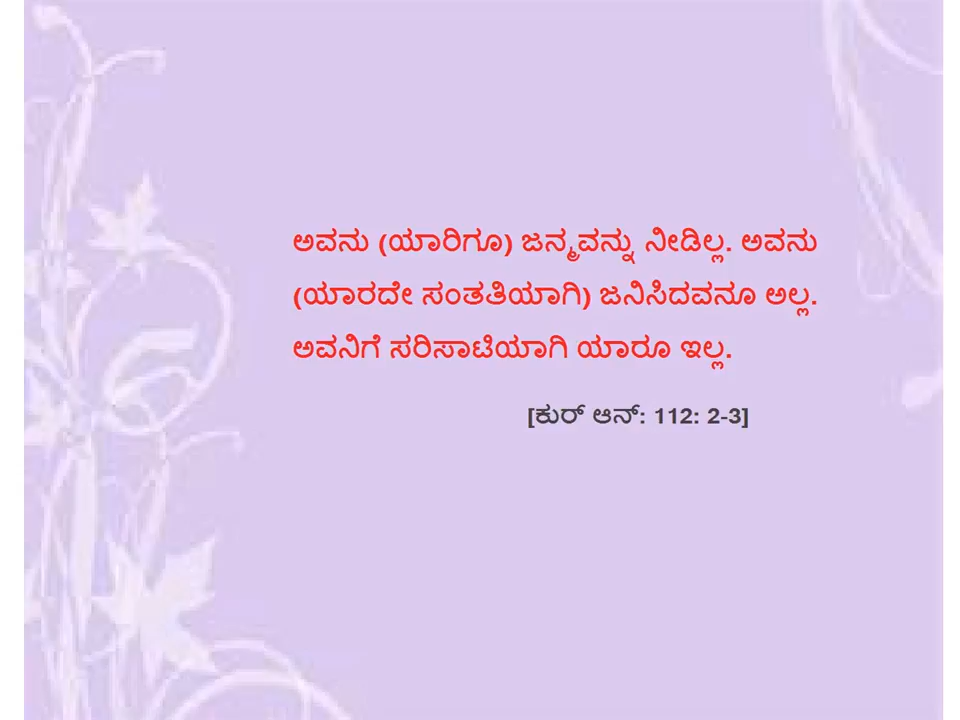 ಅವನು (ಯಾರಿಗೂ) ಜನ್ಮವನ್ನು ನೀಡಿಲ್ಲ. ಅವನು
(ಯಾರದೇ ಸಂತತಿಯಾಗಿ) ಜನಿಸಿದವನೂ ಅಲ್ಲ.
ಅವನಿಗೆ ಸರಿಸಾಟಿಯಾಗಿ ಯಾರೂ ಇಲ್ಲ.
[ಕುರ್ ಆನ್: 112: 2-3]